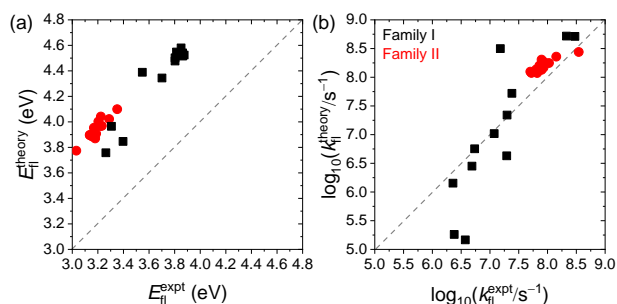 (a)
4.8
4.6
4.4
4.2
4.0
3.8
3.6
3.4
3.2
3.0
3.0 3.2 3.4 3.6 3.8 4.0 4.2 4.4 4.6 4.8
E_fl^theory (eV)
E_fl^expt (eV)
(b)
9.0
8.5
8.0
7.5
7.0
6.5
6.0
5.5
5.0
5.0 5.5 6.0 6.5 7.0 7.5 8.0 8.5 9.0
Family I
Family II
log₁₀(k_fl^theory/s⁻¹)
log₁₀(k_fl^expt/s⁻¹)